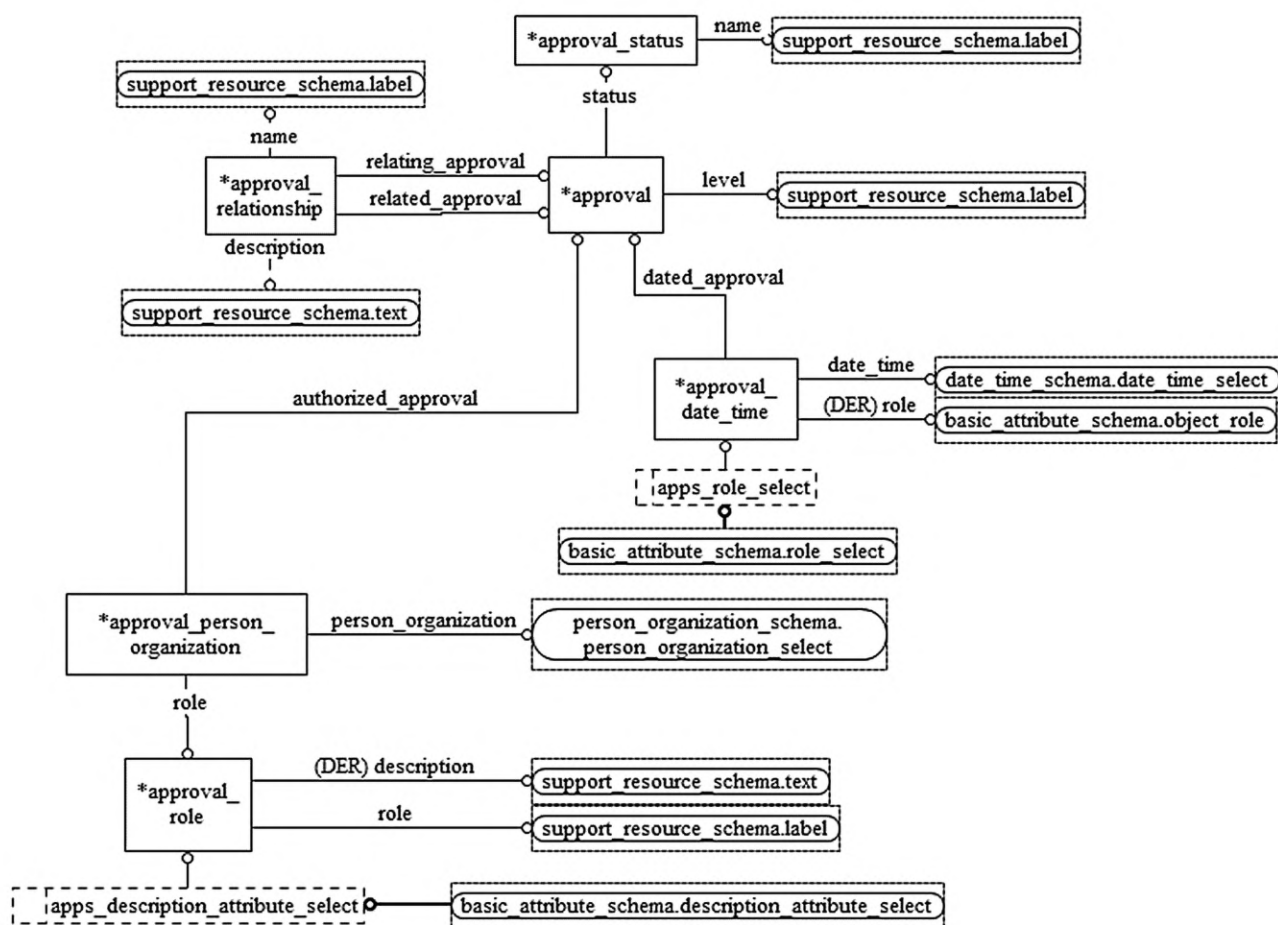 *approval_status
name
support_resource_schema.label
status
support_resource_schema.label
name
*approval_
relationship
relating_approval
related_approval
*approval
level
support_resource_schema.label
description
support_resource_schema.text
dated_approval
authorized_approval
*approval_
date_time
date_time
date_time_schema.date_time_select
(DER) role
basic_attribute_schema.object_role
apps_role_select
basic_attribute_schema.role_select
*approval_person_
organization
person_organization
person_organization_schema.
person_organization_select
role
*approval_
role
(DER) description
support_resource_schema.text
role
support_resource_schema.label
apps_description_attribute_select
basic_attribute_schema.description_attribute_select